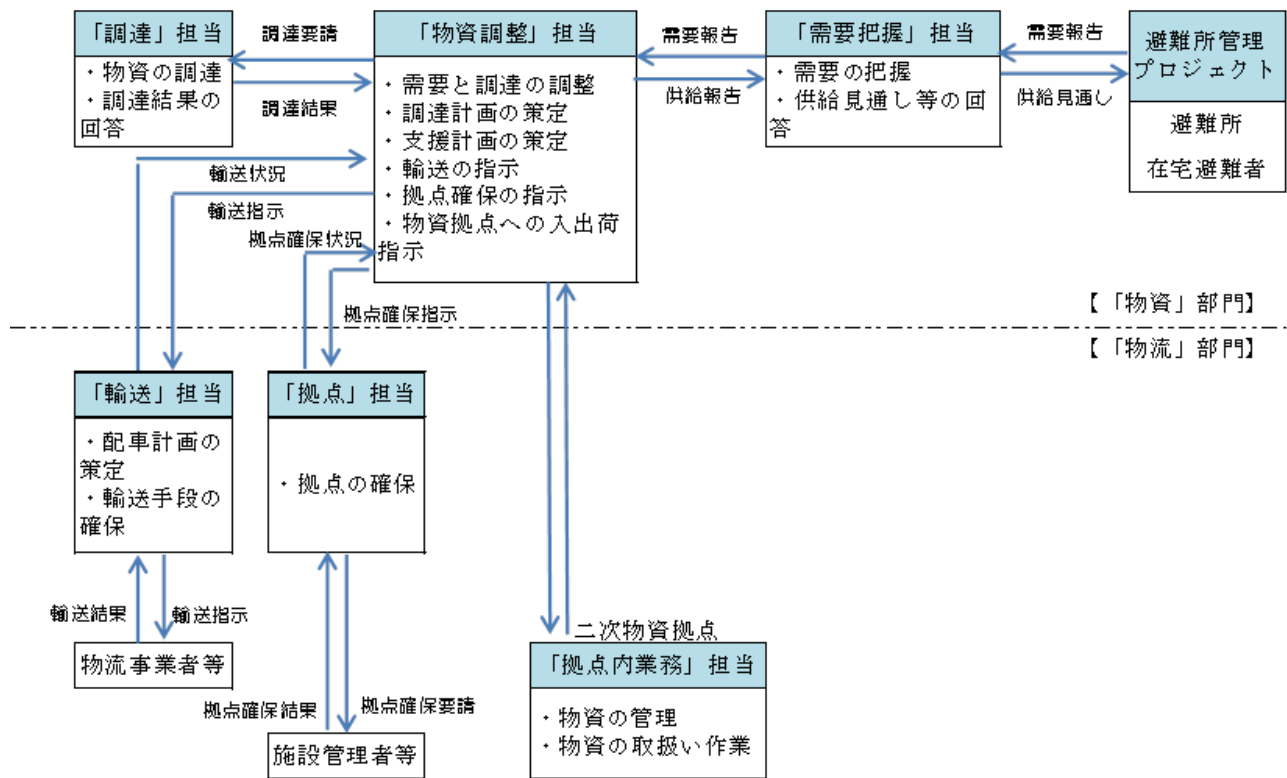 「調達」担当
・物資の調達
・調達結果の
回答
調達要請
調達結果
「物資調整」担当
・需要と調達の調整
・調達計画の策定
・支援計画の策定
・輸送の指示
・拠点確保の指示
・物資拠点への入出荷
指示
需要報告
供給報告
「需要把握」担当
・需要の把握
・供給見通し等の回
答
需要報告
供給見通し
避難所管理
プロジェクト
避難所
在宅避難者
輸送状況
輸送指示
拠点確保状況
拠点確保指示
【「物資」部門】
【「物流」部門】
「輸送」担当
・配車計画の
策定
・輸送手段の
確保
「拠点」担当
・拠点の確保
輸送結果
輸送指示
物流事業者等
拠点確保結果
拠点確保要請
施設管理者等
二次物資拠点
「拠点内業務」担当
・物資の管理
・物資の取扱い作業